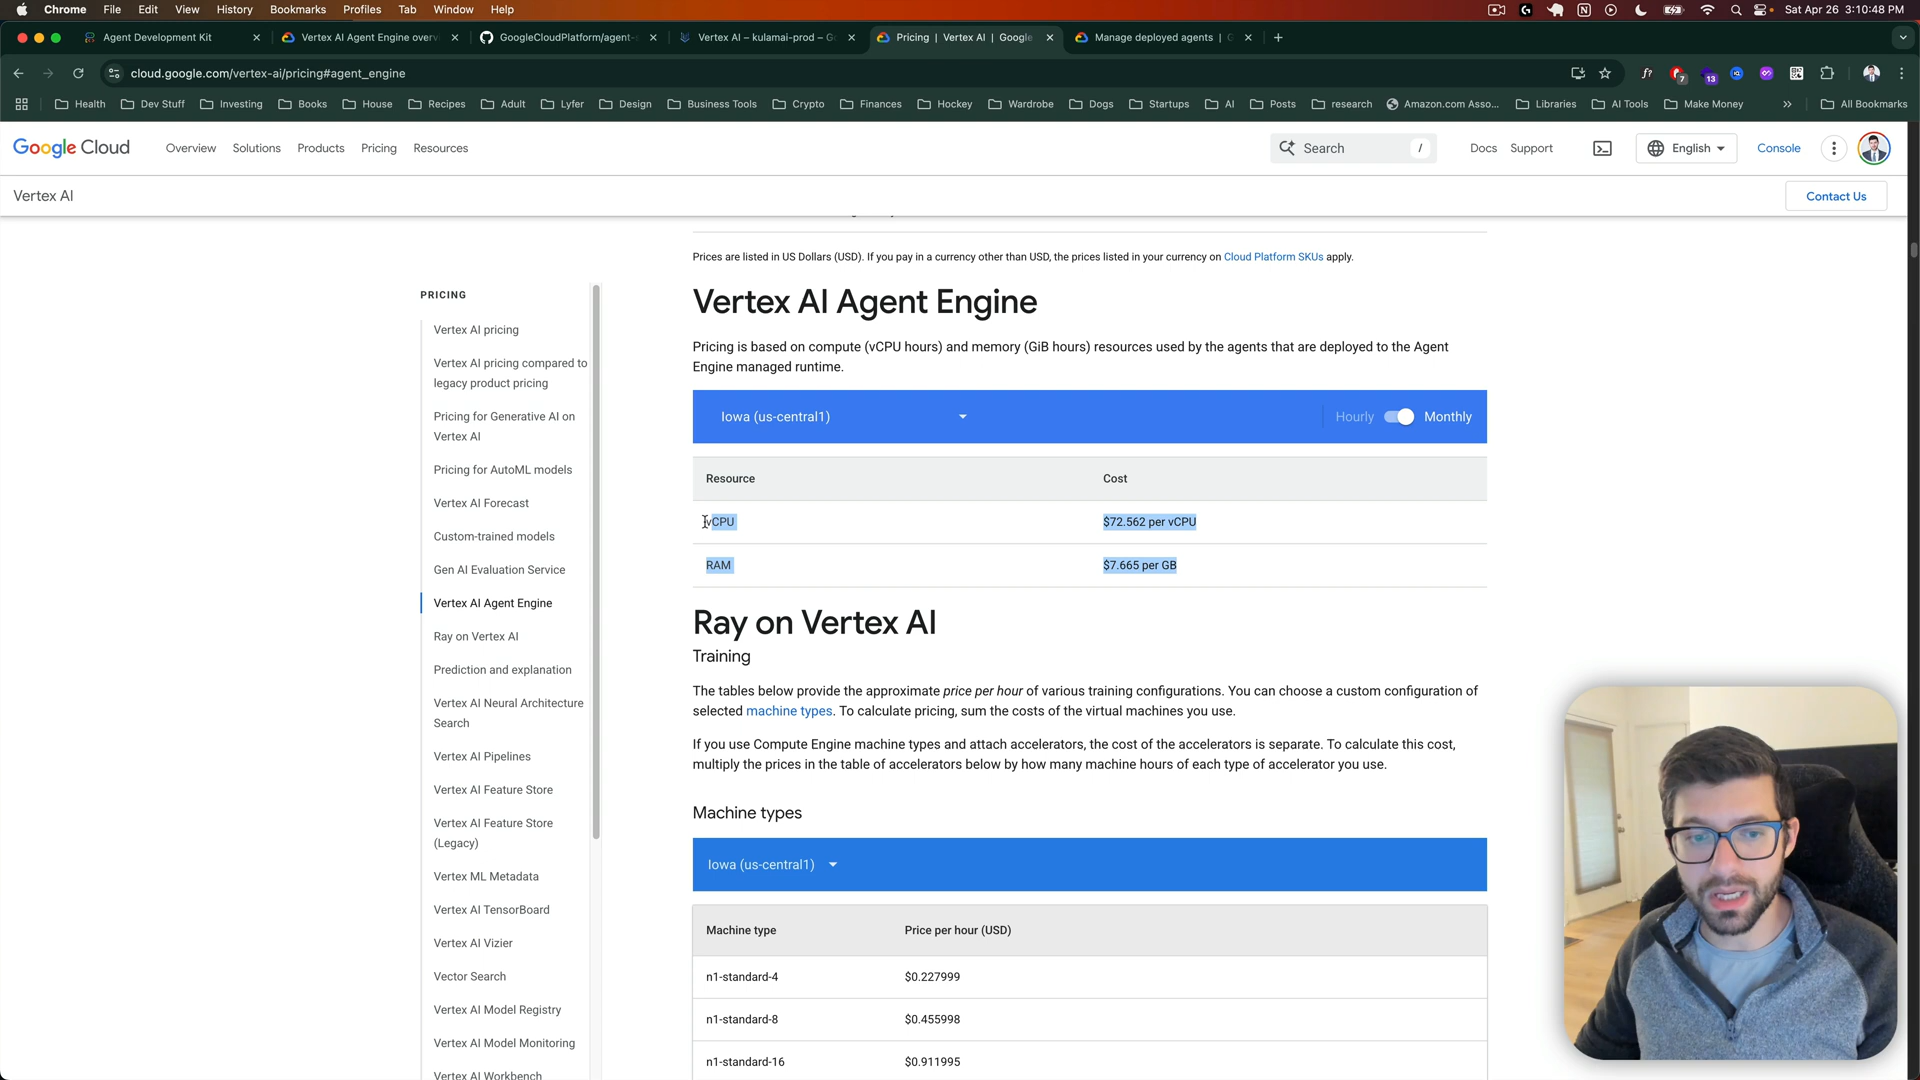 Chrome File Edit View History Bookmarks Profiles Tab Window Help
Sat Apr 26 3:10:48 PM
Agent Development Kit
Vertex AI Agent Engine over
GoogleCloudPlatform/agent-
Vertex AI – kulamai-prod – Go
Pricing | Vertex AI | Google
Manage deployed agents | G
cloud.google.com/vertex-ai/pricing#agent_engine
f?
7
13
Health
Dev Stuff
Investing
Books
House
Recipes
Adult
Lyfer
Design
Business Tools
Crypto
Finances
Hockey
Wardrobe
Dogs
Startups
AI
Posts
research
Amazon.com Asso...
Libraries
AI Tools
Make Money
All Bookmarks
Google Cloud
Overview
Solutions
Products
Pricing
Resources
Search
/
Docs
Support
English
Console
Vertex AI
Contact Us
Prices are listed in US Dollars (USD). If you pay in a currency other than USD, the prices listed in your currency on Cloud Platform SKUs apply.
PRICING
Vertex AI pricing
Vertex AI pricing compared to
legacy product pricing
Pricing for Generative AI on
Vertex AI
Pricing for AutoML models
Vertex AI Forecast
Custom-trained models
Gen AI Evaluation Service
Vertex AI Agent Engine
Ray on Vertex AI
Prediction and explanation
Vertex AI Neural Architecture
Search
Vertex AI Pipelines
Vertex AI Feature Store
Vertex AI Feature Store
(Legacy)
Vertex ML Metadata
Vertex AI TensorBoard
Vertex AI Vizier
Vector Search
Vertex AI Model Registry
Vertex AI Model Monitoring
Vertex AI Workbench
Vertex AI Agent Engine
Pricing is based on compute (vCPU hours) and memory (GiB hours) resources used by the agents that are deployed to the Agent
Engine managed runtime.
Iowa (us-central1)
Hourly
Monthly
Resource
Cost
vCPU
$72.562 per vCPU
RAM
$7.665 per GB
Ray on Vertex AI
Training
The tables below provide the approximate price per hour of various training configurations. You can choose a custom configuration of
selected machine types. To calculate pricing, sum the costs of the virtual machines you use.
If you use Compute Engine machine types and attach accelerators, the cost of the accelerators is separate. To calculate this cost,
multiply the prices in the table of accelerators below by how many machine hours of each type of accelerator you use.
Machine types
Iowa (us-central1)
Machine type
Price per hour (USD)
n1-standard-4
$0.227999
n1-standard-8
$0.455998
n1-standard-16
$0.911995